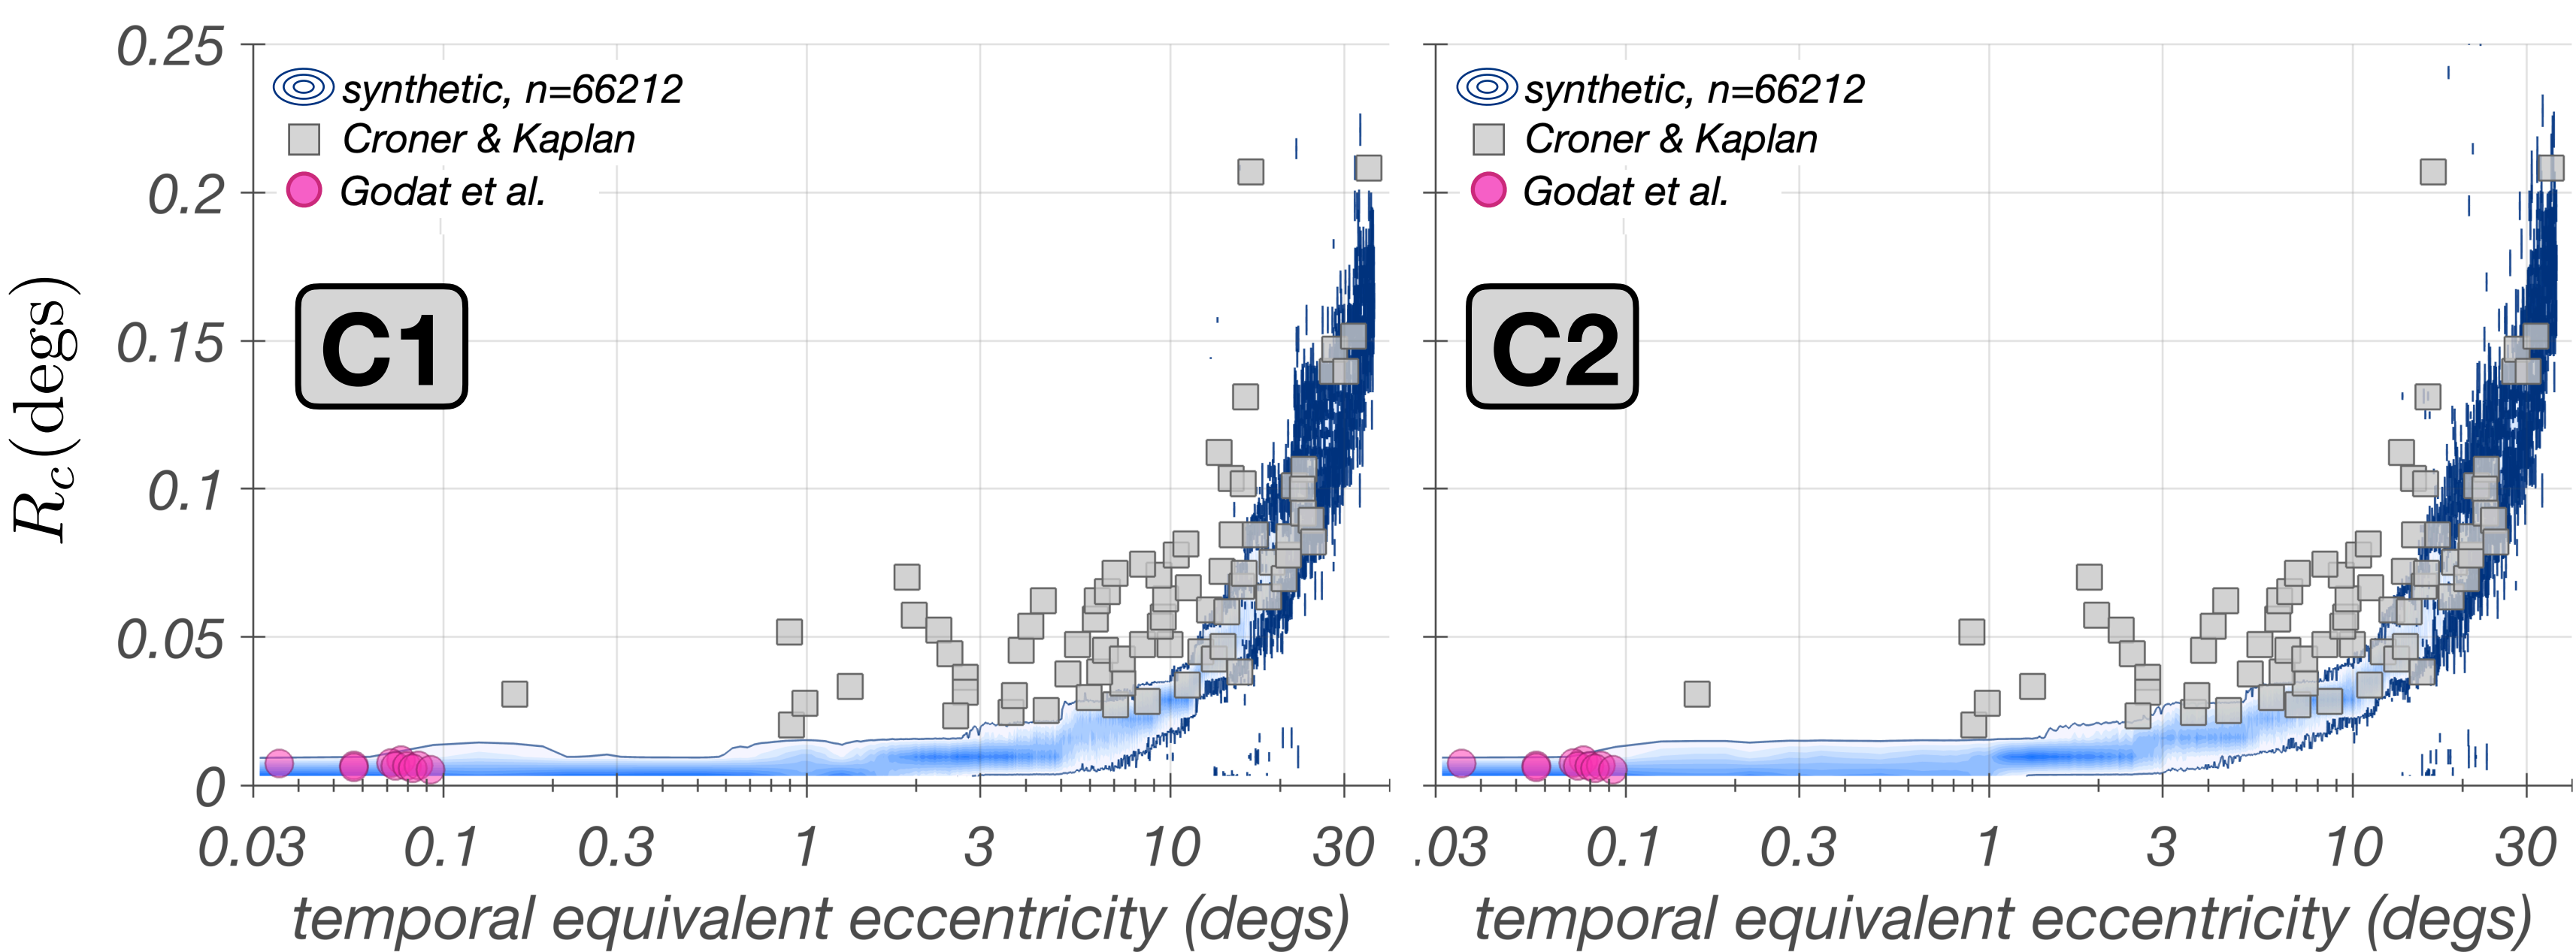 0.25
0.2
0.15
0.1
0.05
0
R_c (degs)
synthetic, n=66212
Croner & Kaplan
Godat et al.
C1
0.03 0.1 0.3 1 3 10 30
temporal equivalent eccentricity (degs)
synthetic, n=66212
Croner & Kaplan
Godat et al.
C2
.03 0.1 0.3 1 3 10 30
temporal equivalent eccentricity (degs)